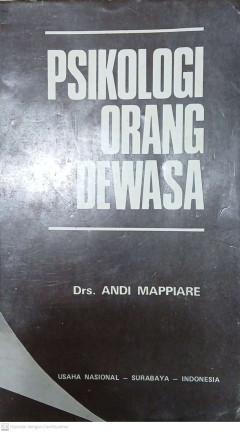 PSIKOLOGI
ORANG
DEWASA
Drs. ANDI MAPPIARE
USAHA NASIONAL – SURABAYA – INDONESIA